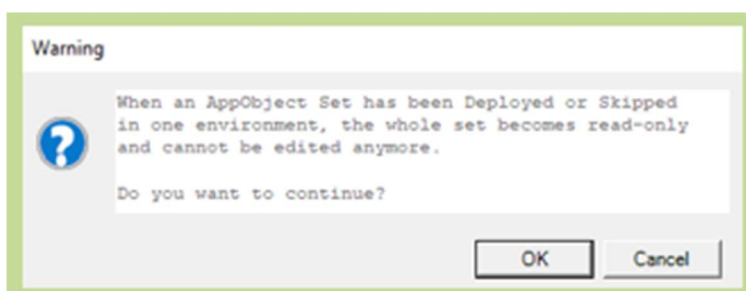 Warning
When an AppObject Set has been Deployed or Skipped
in one environment, the whole set becomes read-only
and cannot be edited anymore.
Do you want to continue?
OK
Cancel